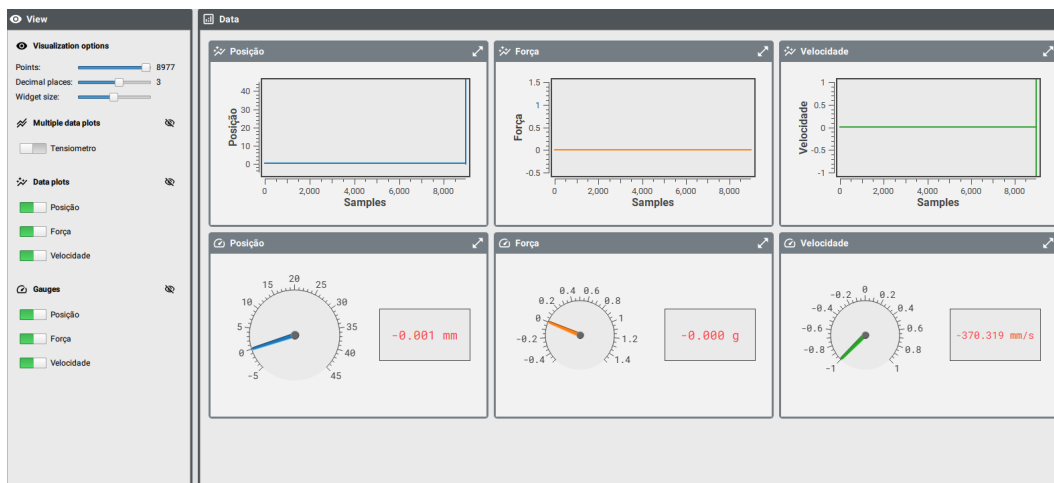 View
Visualization options
Points: 8977
Decimal places: 3
Widget size:
Multiple data plots
Tensiometro
Data plots
Posição
Força
Velocidade
Gauges
Posição
Força
Velocidade
Data
Posição
40
30
20
10
0
Posição
0 2,000 4,000 6,000 8,000
Samples
Força
1.5
1
0.5
0
-0.5
Força
0 2,000 4,000 6,000 8,000
Samples
Velocidade
1
0.5
0
-0.5
-1
Velocidade
0 2,000 4,000 6,000 8,000
Samples
Posição
-5 0 5 10 15 20 25 30 35 40 45
-0.001 mm
Força
-0.4 -0.2 0 0.2 0.4 0.6 0.8 1 1.2 1.4
-0.000 g
Velocidade
-1 -0.8 -0.6 -0.4 -0.2 0 0.2 0.4 0.6 0.8 1
-370.319 mm/s